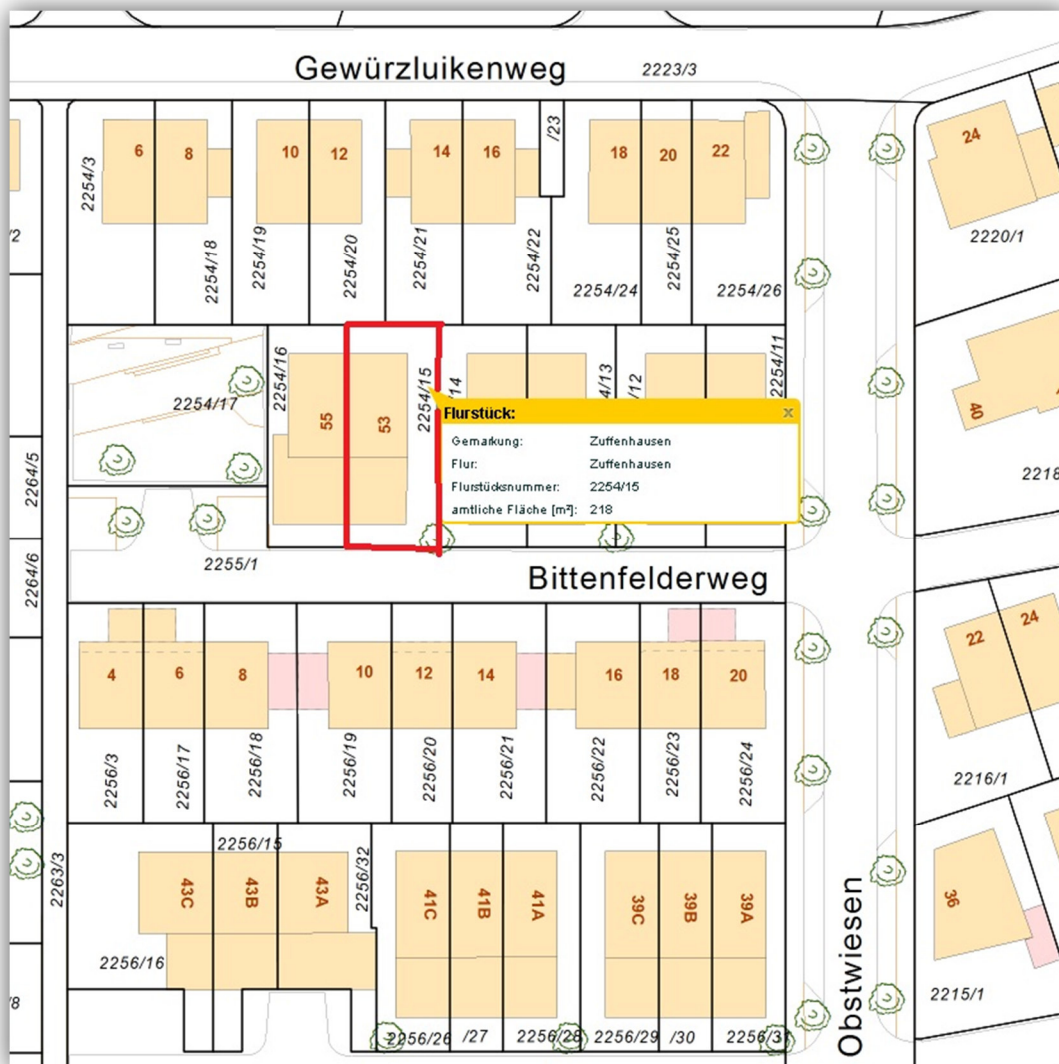 Gewürzluikenweg 2223/3
/23
6 8 10 12 14 16 18 20 22 24
2254/3
2254/18
2254/19
2254/20
2254/21
2254/22
2254/24
2254/25
2254/26
2220/1
/2
2254/17
2254/16
55
53
2254/15
/14
4/13
/12
2254/11
40
2218
Flurstück: x
Gemarkung: Zuffenhausen
Flur: Zuffenhausen
Flurstücksnummer: 2254/15
amtliche Fläche [m²]: 218
2264/5
2264/6
2255/1
Bittenfelderweg
22 24
4 6 8 10 12 14 16 18 20
2256/3
2256/17
2256/18
2256/19
2256/20
2256/21
2256/22
2256/23
2256/24
2216/1
2263/3
2256/15
2256/32
43C
43B
43A
41C
41B
41A
39C
39B
39A
36
Obstwiesen
2256/16
/8
2215/1
2256/26 /27 2256/28 2256/29 /30 2256/31